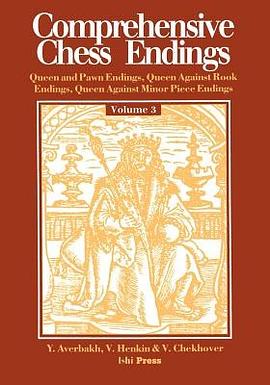 Comprehensive
Chess Endings
Queen and Pawn Endings, Queen Against Rook
Endings, Queen Against Minor Piece Endings
Volume 3
Y. Averbakh, V. Henkin & V. Chekhover
Ishi Press